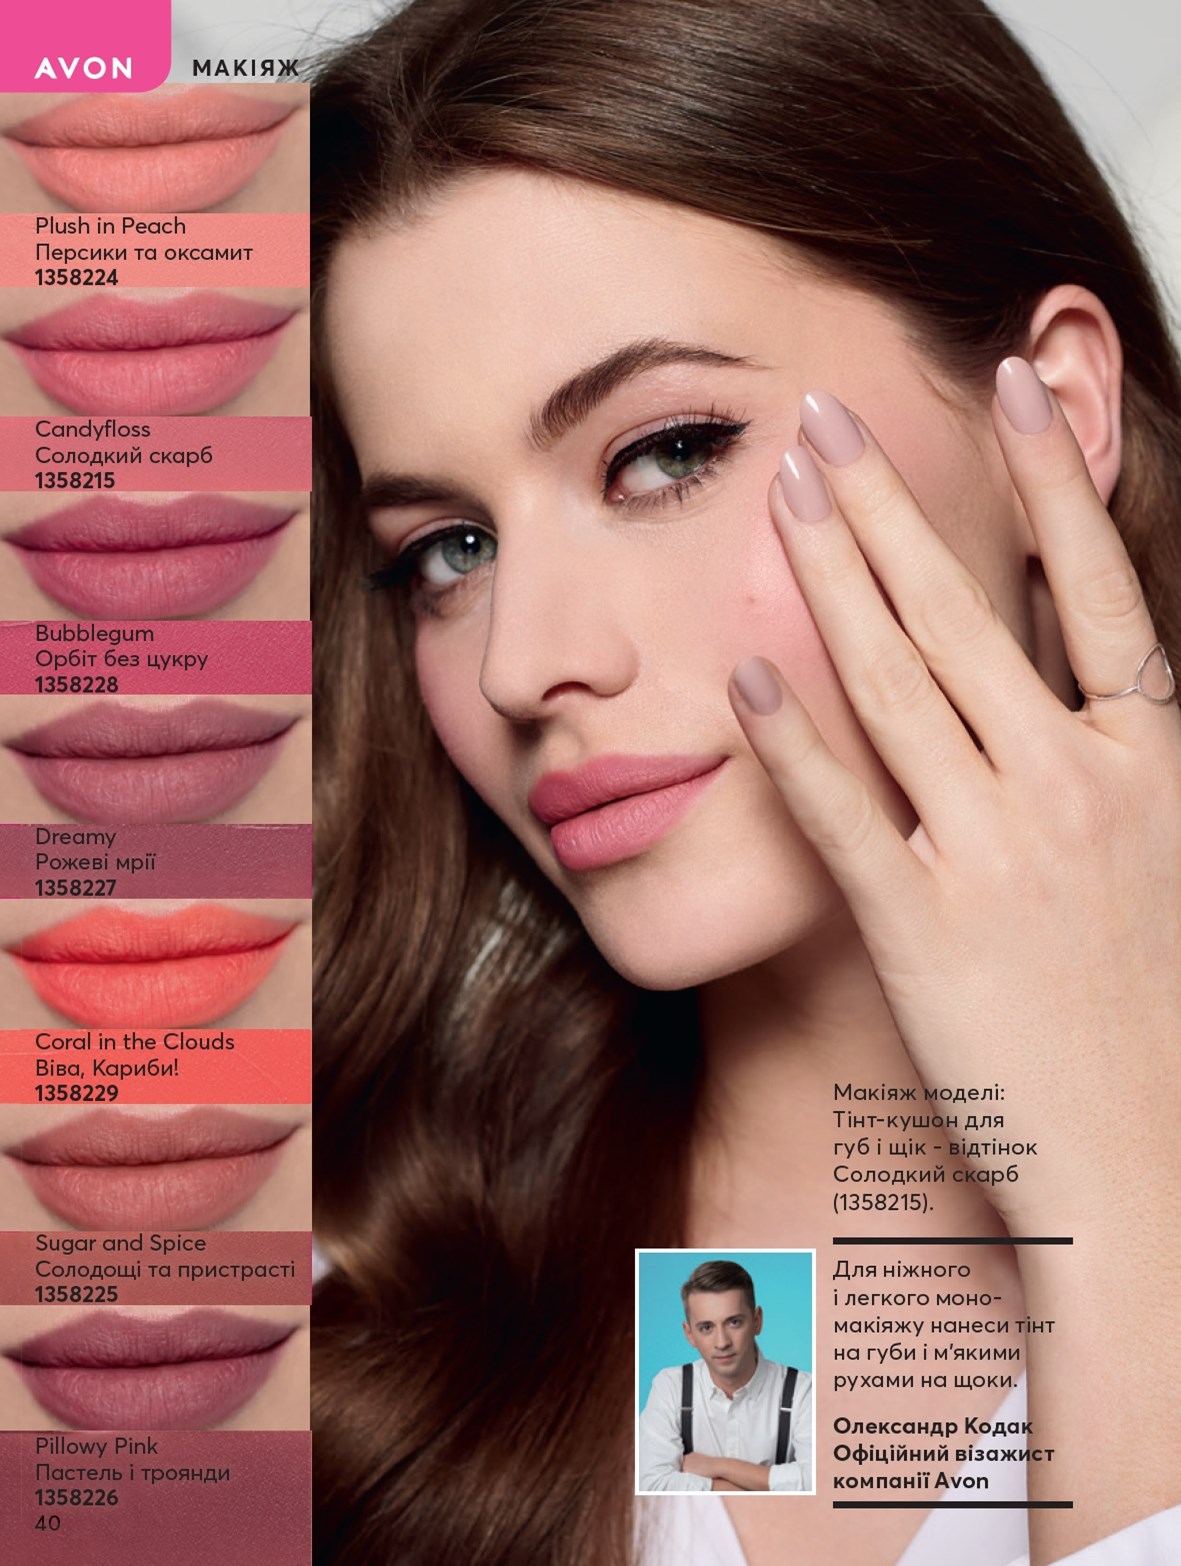 AVON
МАКІЯЖ
Plush in Peach
Персики та оксамит
1358224
Candyfloss
Солодкий скарб
1358215
Bubblegum
Орбіт без цукру
1358228
Dreamy
Рожеві мрії
1358227
Coral in the Clouds
Віва, Кариби!
1358229
Sugar and Spice
Солодощі та пристрасті
1358225
Pillowy Pink
Пастель і троянди
1358226
40
Макіяж моделі:
Тінт-кушон для
губ і щік - відтінок
Солодкий скарб
(1358215).
Для ніжного
і легкого моно-
макіяжу нанеси тінт
на губи і м'якими
рухами на щоки.
Олександр Кодак
Офіційний візажист
компанії Avon